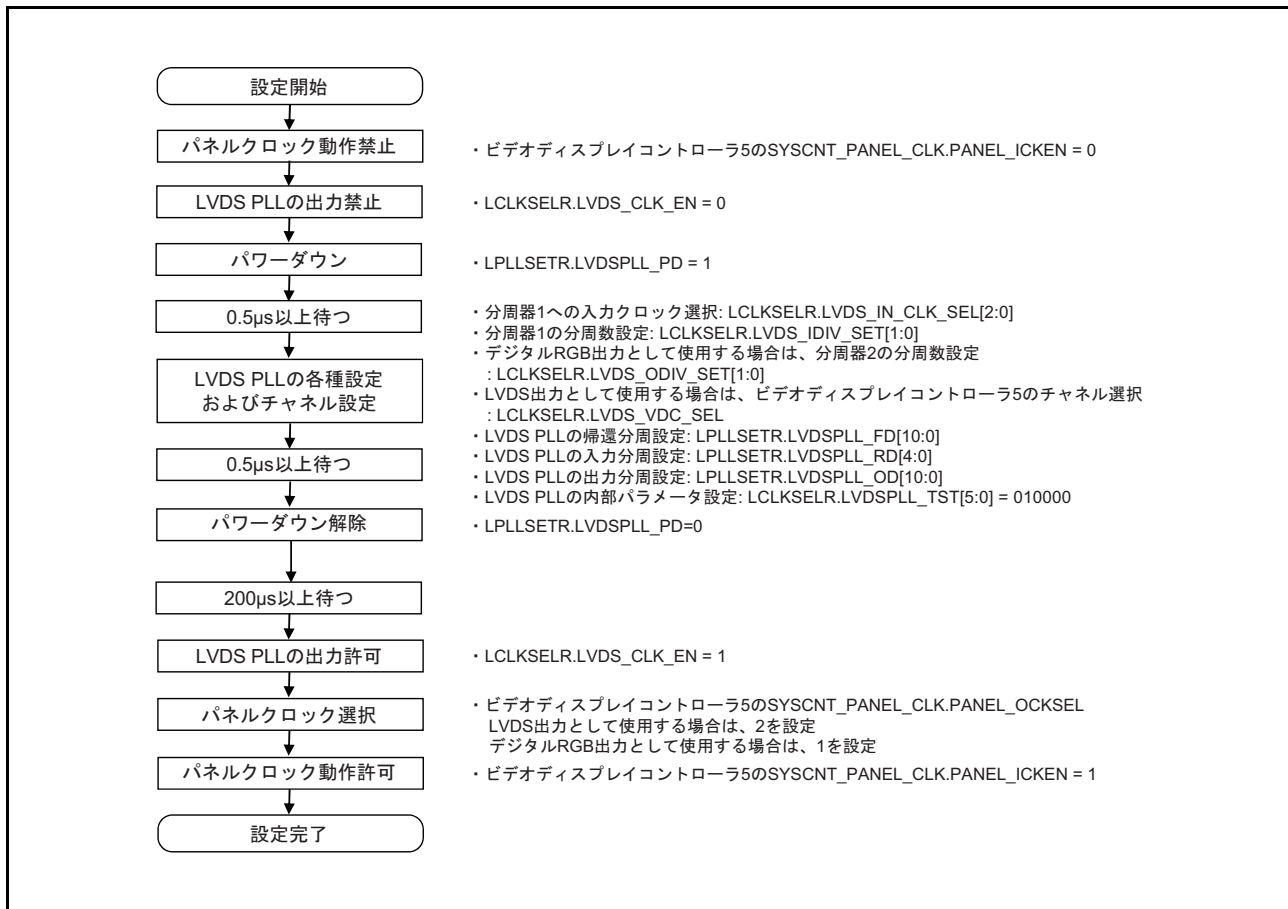 設定開始
パネルクロック動作禁止
・ビデオディスプレイコントローラ5のSYSCNT_PANEL_CLK.PANEL_ICKEN = 0
LVDS PLLの出力禁止
・LCLKSELR.LVDS_CLK_EN = 0
パワーダウン
・LPLLSETR.LVDSPLL_PD = 1
0.5μs以上待つ
・分周器1への入力クロック選択: LCLKSELR.LVDS_IN_CLK_SEL[2:0]
・分周器1の分周数設定: LCLKSELR.LVDS_IDIV_SET[1:0]
・デジタルRGB出力として使用する場合は、分周器2の分周数設定
: LCLKSELR.LVDS_ODIV_SET[1:0]
LVDS PLLの各種設定
およびチャネル設定
・LVDS出力として使用する場合は、ビデオディスプレイコントローラ5のチャネル選択
: LCLKSELR.LVDS_VDC_SEL
・LVDS PLLの帰還分周設定: LPLLSETR.LVDSPLL_FD[10:0]
・LVDS PLLの入力分周設定: LPLLSETR.LVDSPLL_RD[4:0]
・LVDS PLLの出力分周設定: LPLLSETR.LVDSPLL_OD[10:0]
・LVDS PLLの内部パラメータ設定: LCLKSELR.LVDSPLL_TST[5:0] = 010000
0.5μs以上待つ
パワーダウン解除
・LPLLSETR.LVDSPLL_PD=0
200μs以上待つ
LVDS PLLの出力許可
・LCLKSELR.LVDS_CLK_EN = 1
パネルクロック選択
・ビデオディスプレイコントローラ5のSYSCNT_PANEL_CLK.PANEL_OCKSEL
LVDS出力として使用する場合は、2を設定
デジタルRGB出力として使用する場合は、1を設定
パネルクロック動作許可
・ビデオディスプレイコントローラ5のSYSCNT_PANEL_CLK.PANEL_ICKEN = 1
設定完了